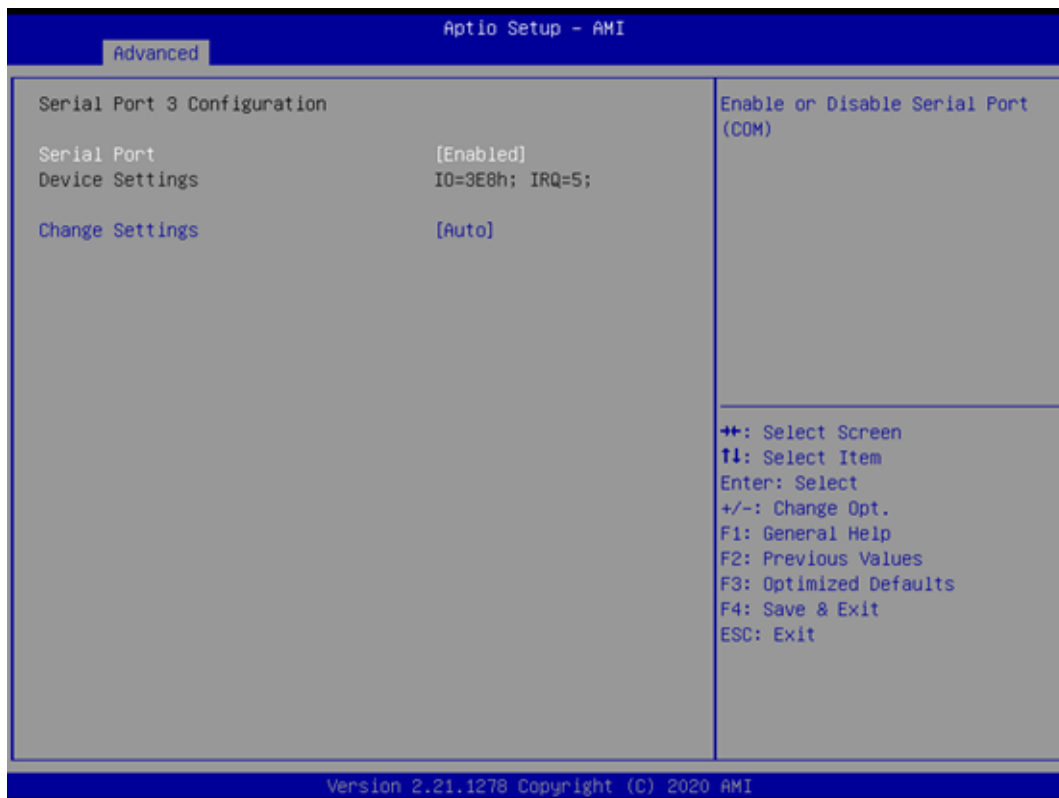 Aptio Setup – AMI
Advanced
Serial Port 3 Configuration
Serial Port [Enabled]
Device Settings IO=3E8h; IRQ=5;
Change Settings [Auto]
Enable or Disable Serial Port
(COM)
→←: Select Screen
↑↓: Select Item
Enter: Select
+/-: Change Opt.
F1: General Help
F2: Previous Values
F3: Optimized Defaults
F4: Save & Exit
ESC: Exit
Version 2.21.1278 Copyright (C) 2020 AMI